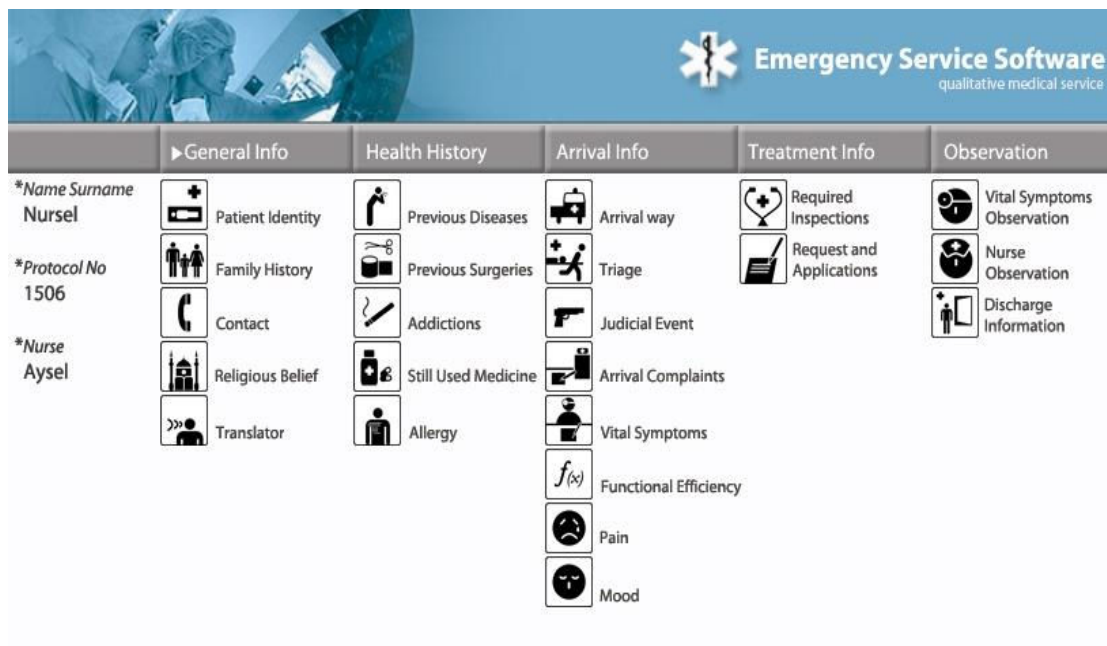 Emergency Service Software
qualitative medical service
▶General Info
Health History
Arrival Info
Treatment Info
Observation
*Name Surname
Nursel
*Protocol No
1506
*Nurse
Aysel
Patient Identity
Family History
Contact
Religious Belief
Translator
Previous Diseases
Previous Surgeries
Addictions
Still Used Medicine
Allergy
Arrival way
Triage
Judicial Event
Arrival Complaints
Vital Symptoms
f(x)
Functional Efficiency
Pain
Mood
Required
Inspections
Request and
Applications
Vital Symptoms
Observation
Nurse
Observation
Discharge
Information